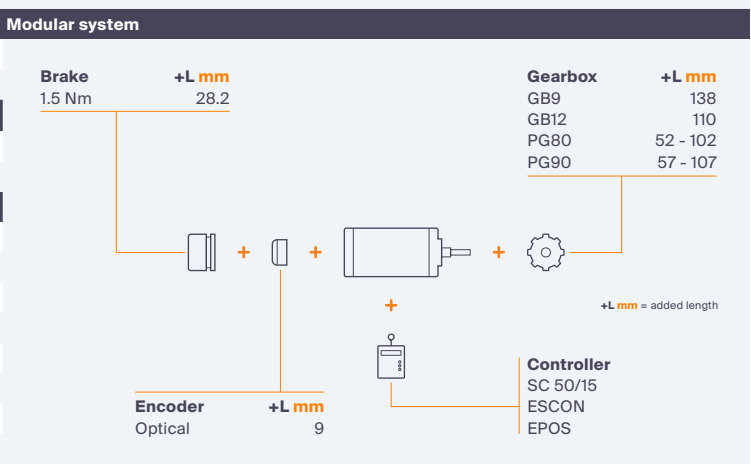 Modular system
Brake +L mm
1.5 Nm 28.2
Gearbox +L mm
GB9 138
GB12 110
PG80 52 - 102
PG90 57 - 107
+ + +
+
+L mm = added length
Controller
SC 50/15
ESCON
EPOS
Encoder +L mm
Optical 9